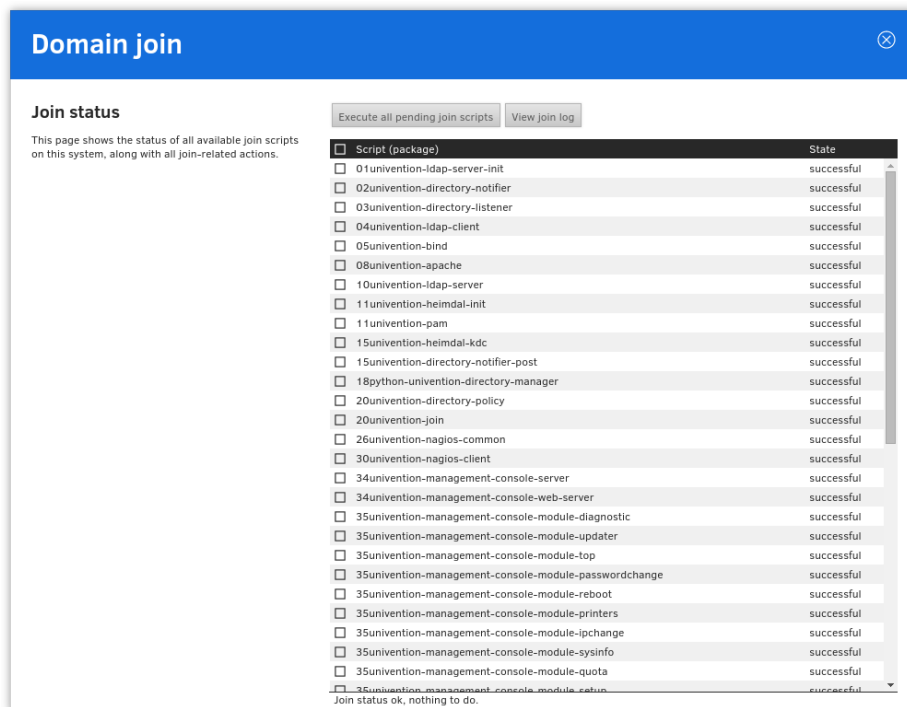 Domain join
Join status
This page shows the status of all available join scripts
on this system, along with all join-related actions.
Execute all pending join scripts View join log
Script (package) State
01univention-ldap-server-init successful
02univention-directory-notifier successful
03univention-directory-listener successful
04univention-ldap-client successful
05univention-bind successful
08univention-apache successful
10univention-ldap-server successful
11univention-heimdal-init successful
11univention-pam successful
15univention-heimdal-kdc successful
15univention-directory-notifier-post successful
18python-univention-directory-manager successful
20univention-directory-policy successful
20univention-join successful
26univention-nagios-common successful
30univention-nagios-client successful
34univention-management-console-server successful
34univention-management-console-web-server successful
35univention-management-console-module-diagnostic successful
35univention-management-console-module-updater successful
35univention-management-console-module-top successful
35univention-management-console-module-passwordchange successful
35univention-management-console-module-reboot successful
35univention-management-console-module-printers successful
35univention-management-console-module-ipchange successful
35univention-management-console-module-sysinfo successful
35univention-management-console-module-quota successful
35univention-management-console-module-setup successful
Join status ok, nothing to do.